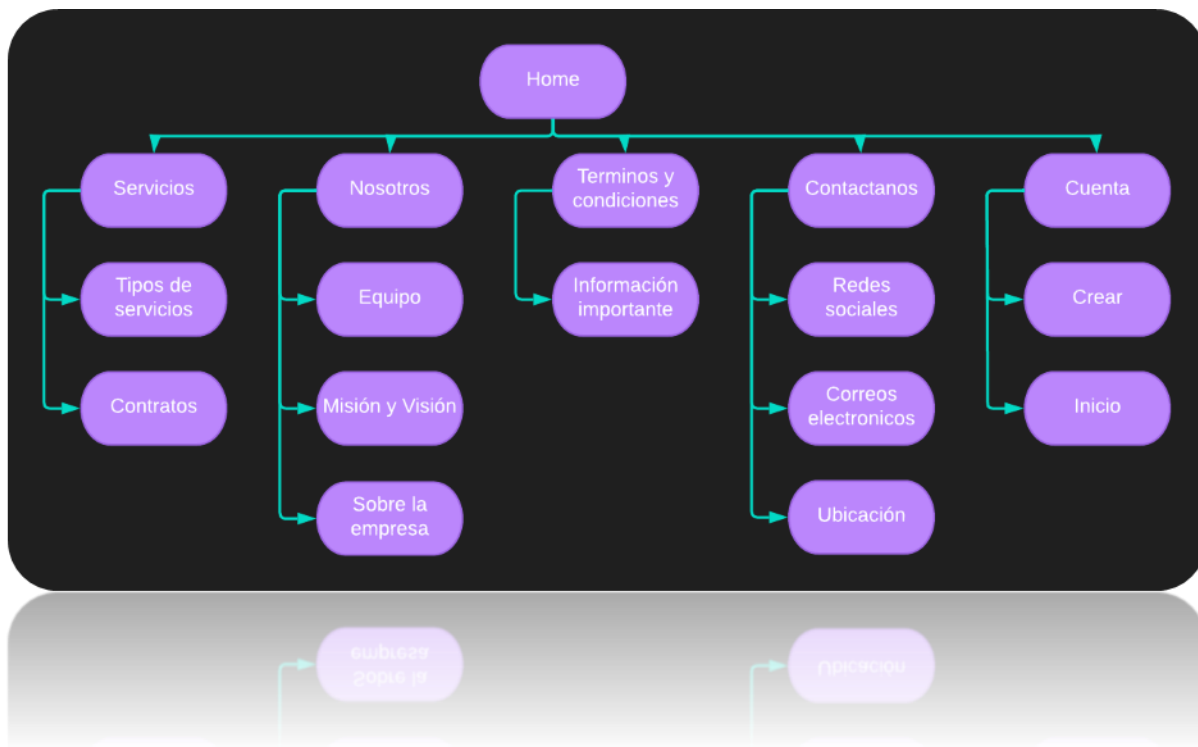 Home
Servicios
Nosotros
Terminos y
condiciones
Contactanos
Cuenta
Tipos de
servicios
Equipo
Información
importante
Redes
sociales
Crear
Contratos
Misión y Visión
Correos
electronicos
Inicio
Sobre la
empresa
Ubicación